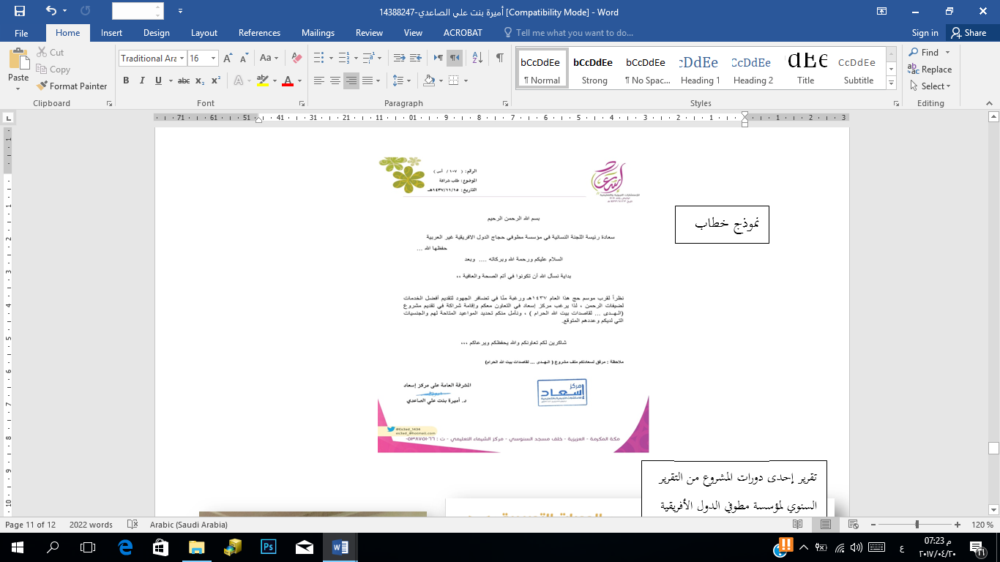 أميرة بنت علي الصاعدي-14388247 [Compatibility Mode] - Word
File Home Insert Design Layout References Mailings Review View ACROBAT Tell me what you want to do... Sign in Share
Paste
Cut
Copy
Format Painter
Clipboard
Traditional Ara 16
Font
Paragraph
bCcDdEe bCcDdEe bCcDdEe cDdEe CcDdEe dEe CcDdEe
¶ Normal Strong ¶ No Spac... Heading 1 Heading 2 Title Subtitle
Styles
Find
Replace
Select
Editing
الرقم: ( ١٠٧ / أس )
الموضوع: طلب شراكة
التاريخ: ١٤٣٧/١١/١٥هـ
نموذج خطاب
بسم الله الرحمن الرحيم
سعادة رئيسة اللجنة النسائية في مؤسسة مطوفي حجاج الدول الافريقية غير العربية
حفظها الله ...
السلام عليكم ورحمة الله وبركاته .... وبعد
بداية نسأل الله أن تكونوا في أتم الصحة والعافية ،،
نظراً لقرب موسم حج هذا العام ١٤٣٧هـ ورغبة منّا في تضافر الجهود لتقديم أفضل الخدمات
لضيفات الرحمن ، لذا يرغب مركز إسعاد في التعاون معكم وإقامة شراكة في تقديم مشروع
(الـهـدى ... لقاصدات بيت الله الحرام ) ، ونأمل منكم تحديد المواعيد المتاحة لهم والجنسيات
التي لديكم وعددهم المتوقع.
شاكرين لكم تعاونكم والله يحفظكم ويرعاكم ،،،
ملاحظة : مرفق لسعادتكم ملف مشروع ( الـهـدى ... لقاصدات بيت الله الحرام)
المشرفة العامة على مركز إسعاد
د. أميرة بنت علي الصاعدي
مركز
إسعاد
@Es3ad_1434
es3ad_@hotmail.com
مكة المكرمة - العزيزية - خلف مسجد السنوسي - مركز الشيماء التعليمي - ت : ٠٥٣٨٧٥١٠٦٦
تقرير إحدى دورات المشروع من التقرير
السنوي لمؤسسة مطوفي الدول الأفريقية
Page 11 of 12 2022 words Arabic (Saudi Arabia) 120 %
07:23 م
٢٠١٧/٠٤/٢٠